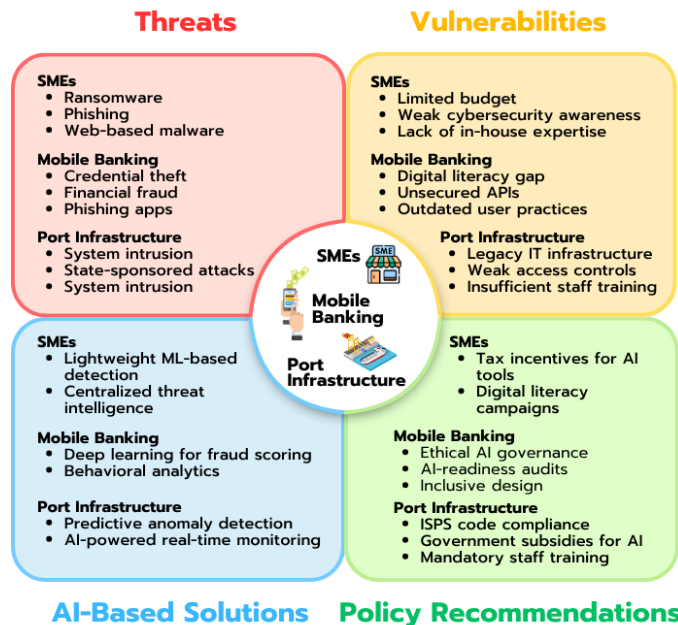 Threats
Vulnerabilities
SMEs
• Ransomware
• Phishing
• Web-based malware
Mobile Banking
• Credential theft
• Financial fraud
• Phishing apps
Port Infrastructure
• System intrusion
• State-sponsored attacks
• System intrusion
SMEs
• Limited budget
• Weak cybersecurity awareness
• Lack of in-house expertise
Mobile Banking
• Digital literacy gap
• Unsecured APIs
• Outdated user practices
Port Infrastructure
• Legacy IT infrastructure
• Weak access controls
• Insufficient staff training
SMEs
SME
Mobile
Banking
Port
Infrastructure
SMEs
• Lightweight ML-based
detection
• Centralized threat
intelligence
Mobile Banking
• Deep learning for fraud scoring
• Behavioral analytics
Port Infrastructure
• Predictive anomaly detection
• AI-powered real-time monitoring
SMEs
• Tax incentives for AI
tools
• Digital literacy
campaigns
Mobile Banking
• Ethical AI governance
• AI-readiness audits
• Inclusive design
Port Infrastructure
• ISPS code compliance
• Government subsidies for AI
• Mandatory staff training
AI-Based Solutions
Policy Recommendations